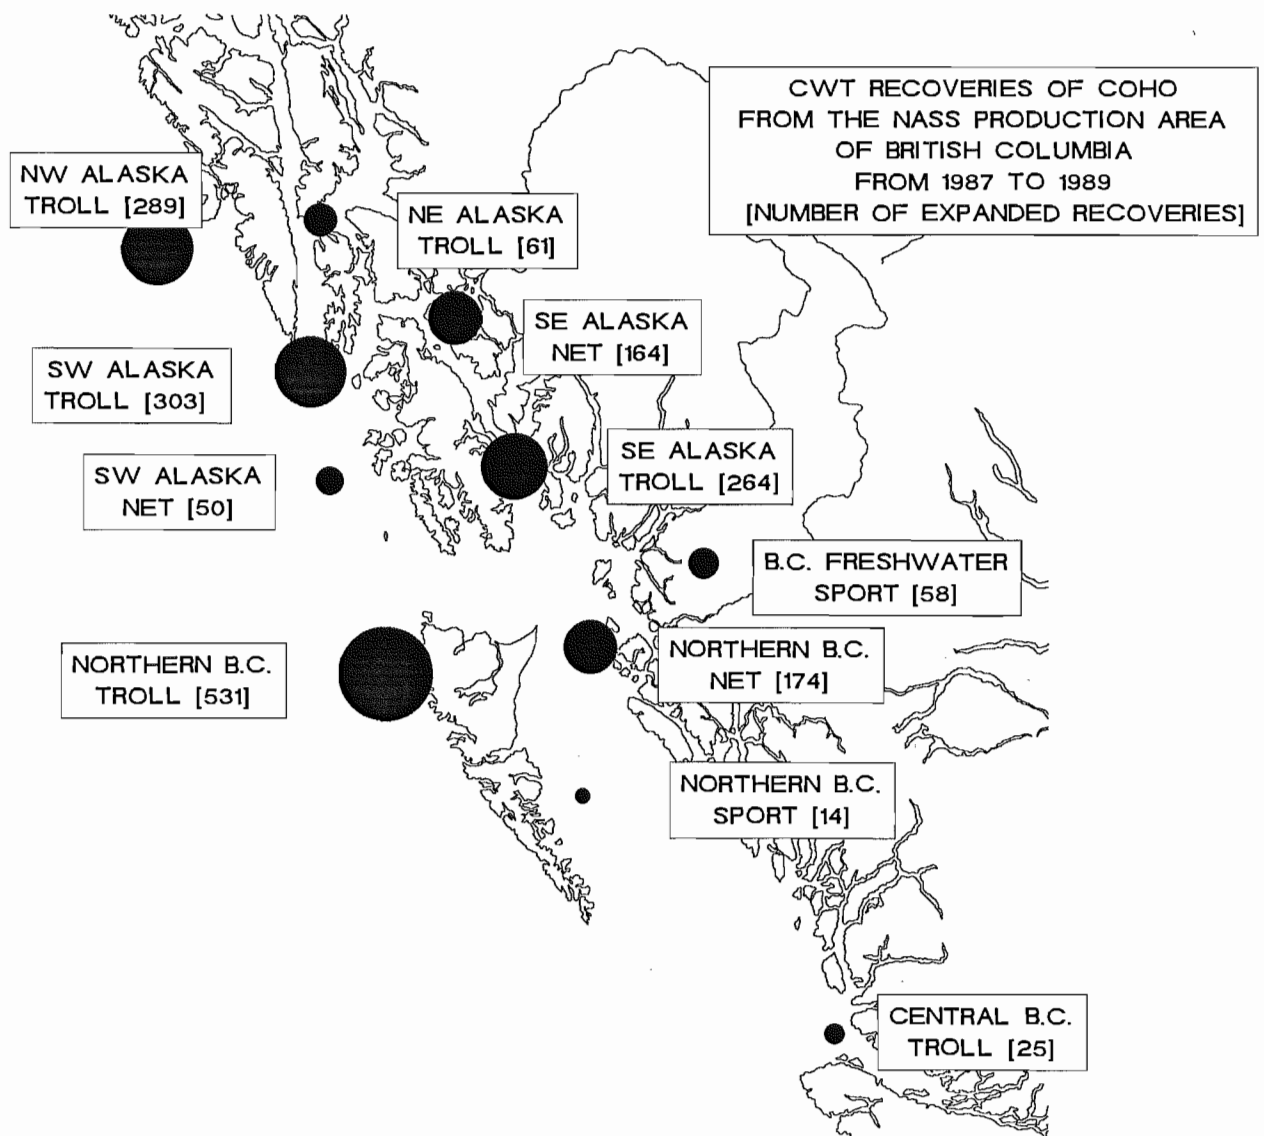 CWT RECOVERIES OF COHO
FROM THE NASS PRODUCTION AREA
OF BRITISH COLUMBIA
FROM 1987 TO 1989
[NUMBER OF EXPANDED RECOVERIES]
NW ALASKA
TROLL [289]
NE ALASKA
TROLL [61]
SE ALASKA
NET [164]
SW ALASKA
TROLL [303]
SE ALASKA
TROLL [264]
SW ALASKA
NET [50]
B.C. FRESHWATER
SPORT [58]
NORTHERN B.C.
TROLL [531]
NORTHERN B.C.
NET [174]
NORTHERN B.C.
SPORT [14]
CENTRAL B.C.
TROLL [25]